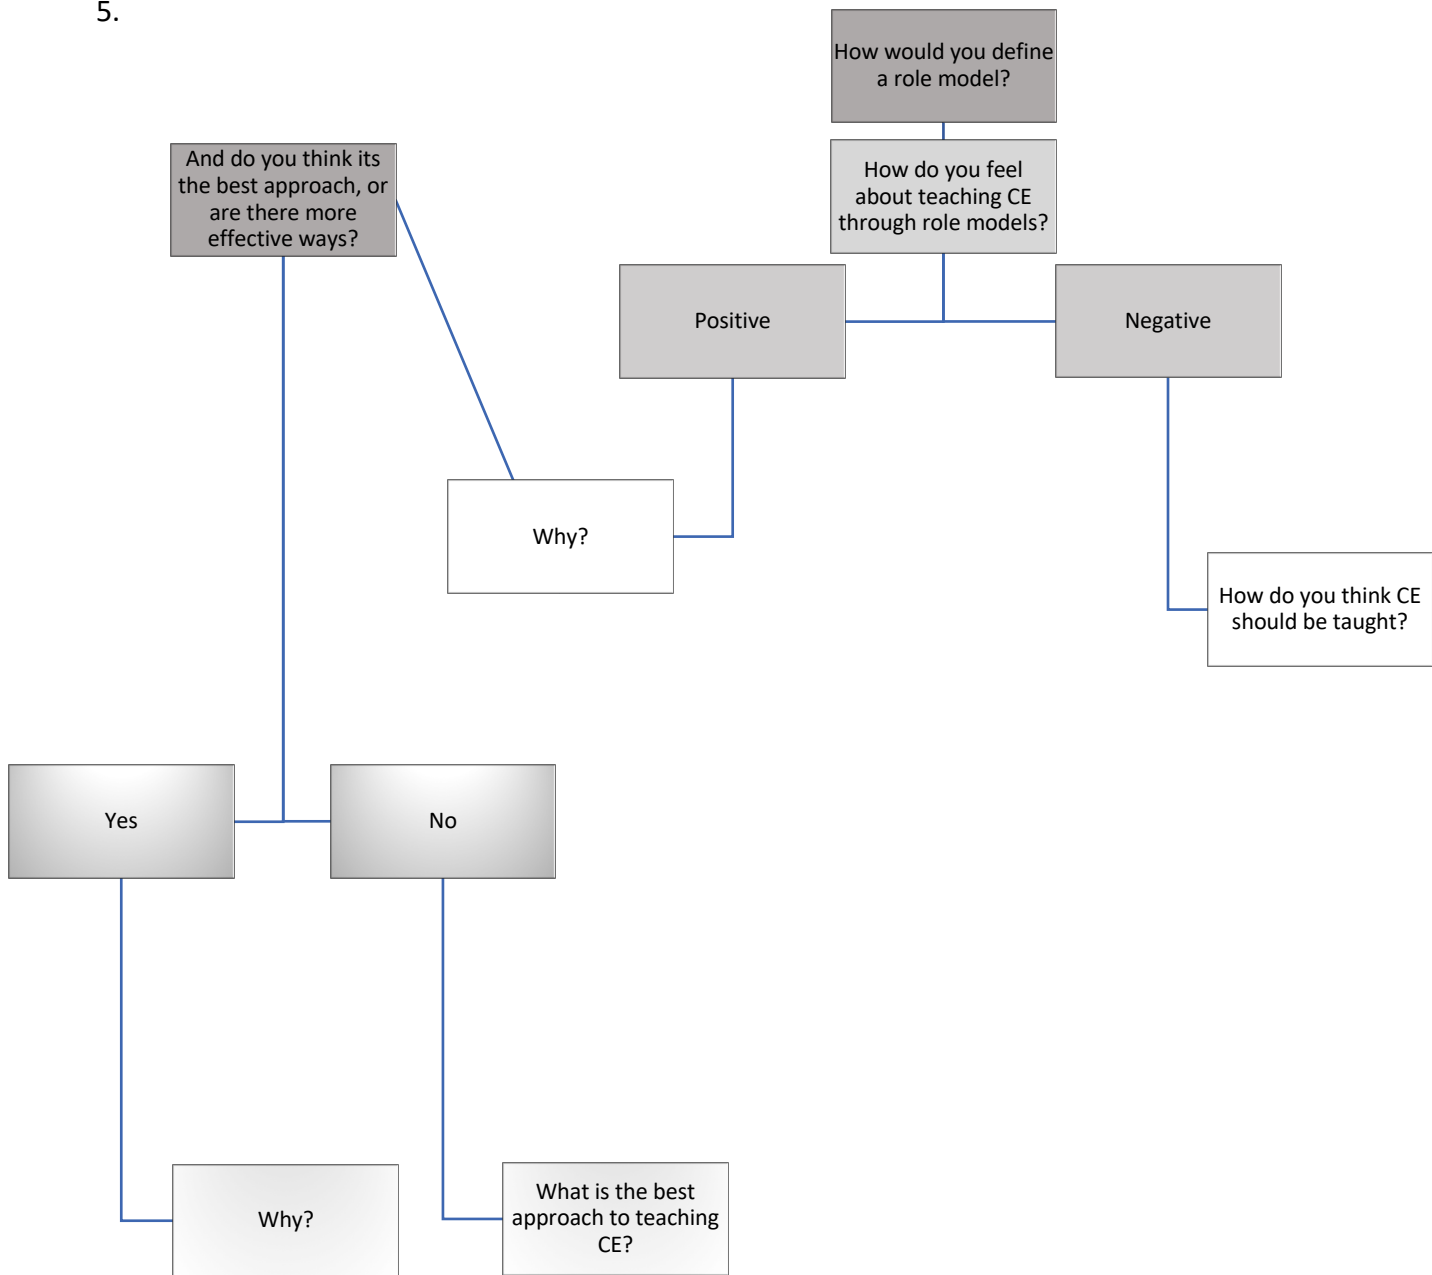 5.
How would you define
a role model?
How do you feel
about teaching CE
through role models?
Positive
Negative
Why?
How do you think CE
should be taught?
And do you think its
the best approach, or
are there more
effective ways?
Yes
No
Why?
What is the best
approach to teaching
CE?